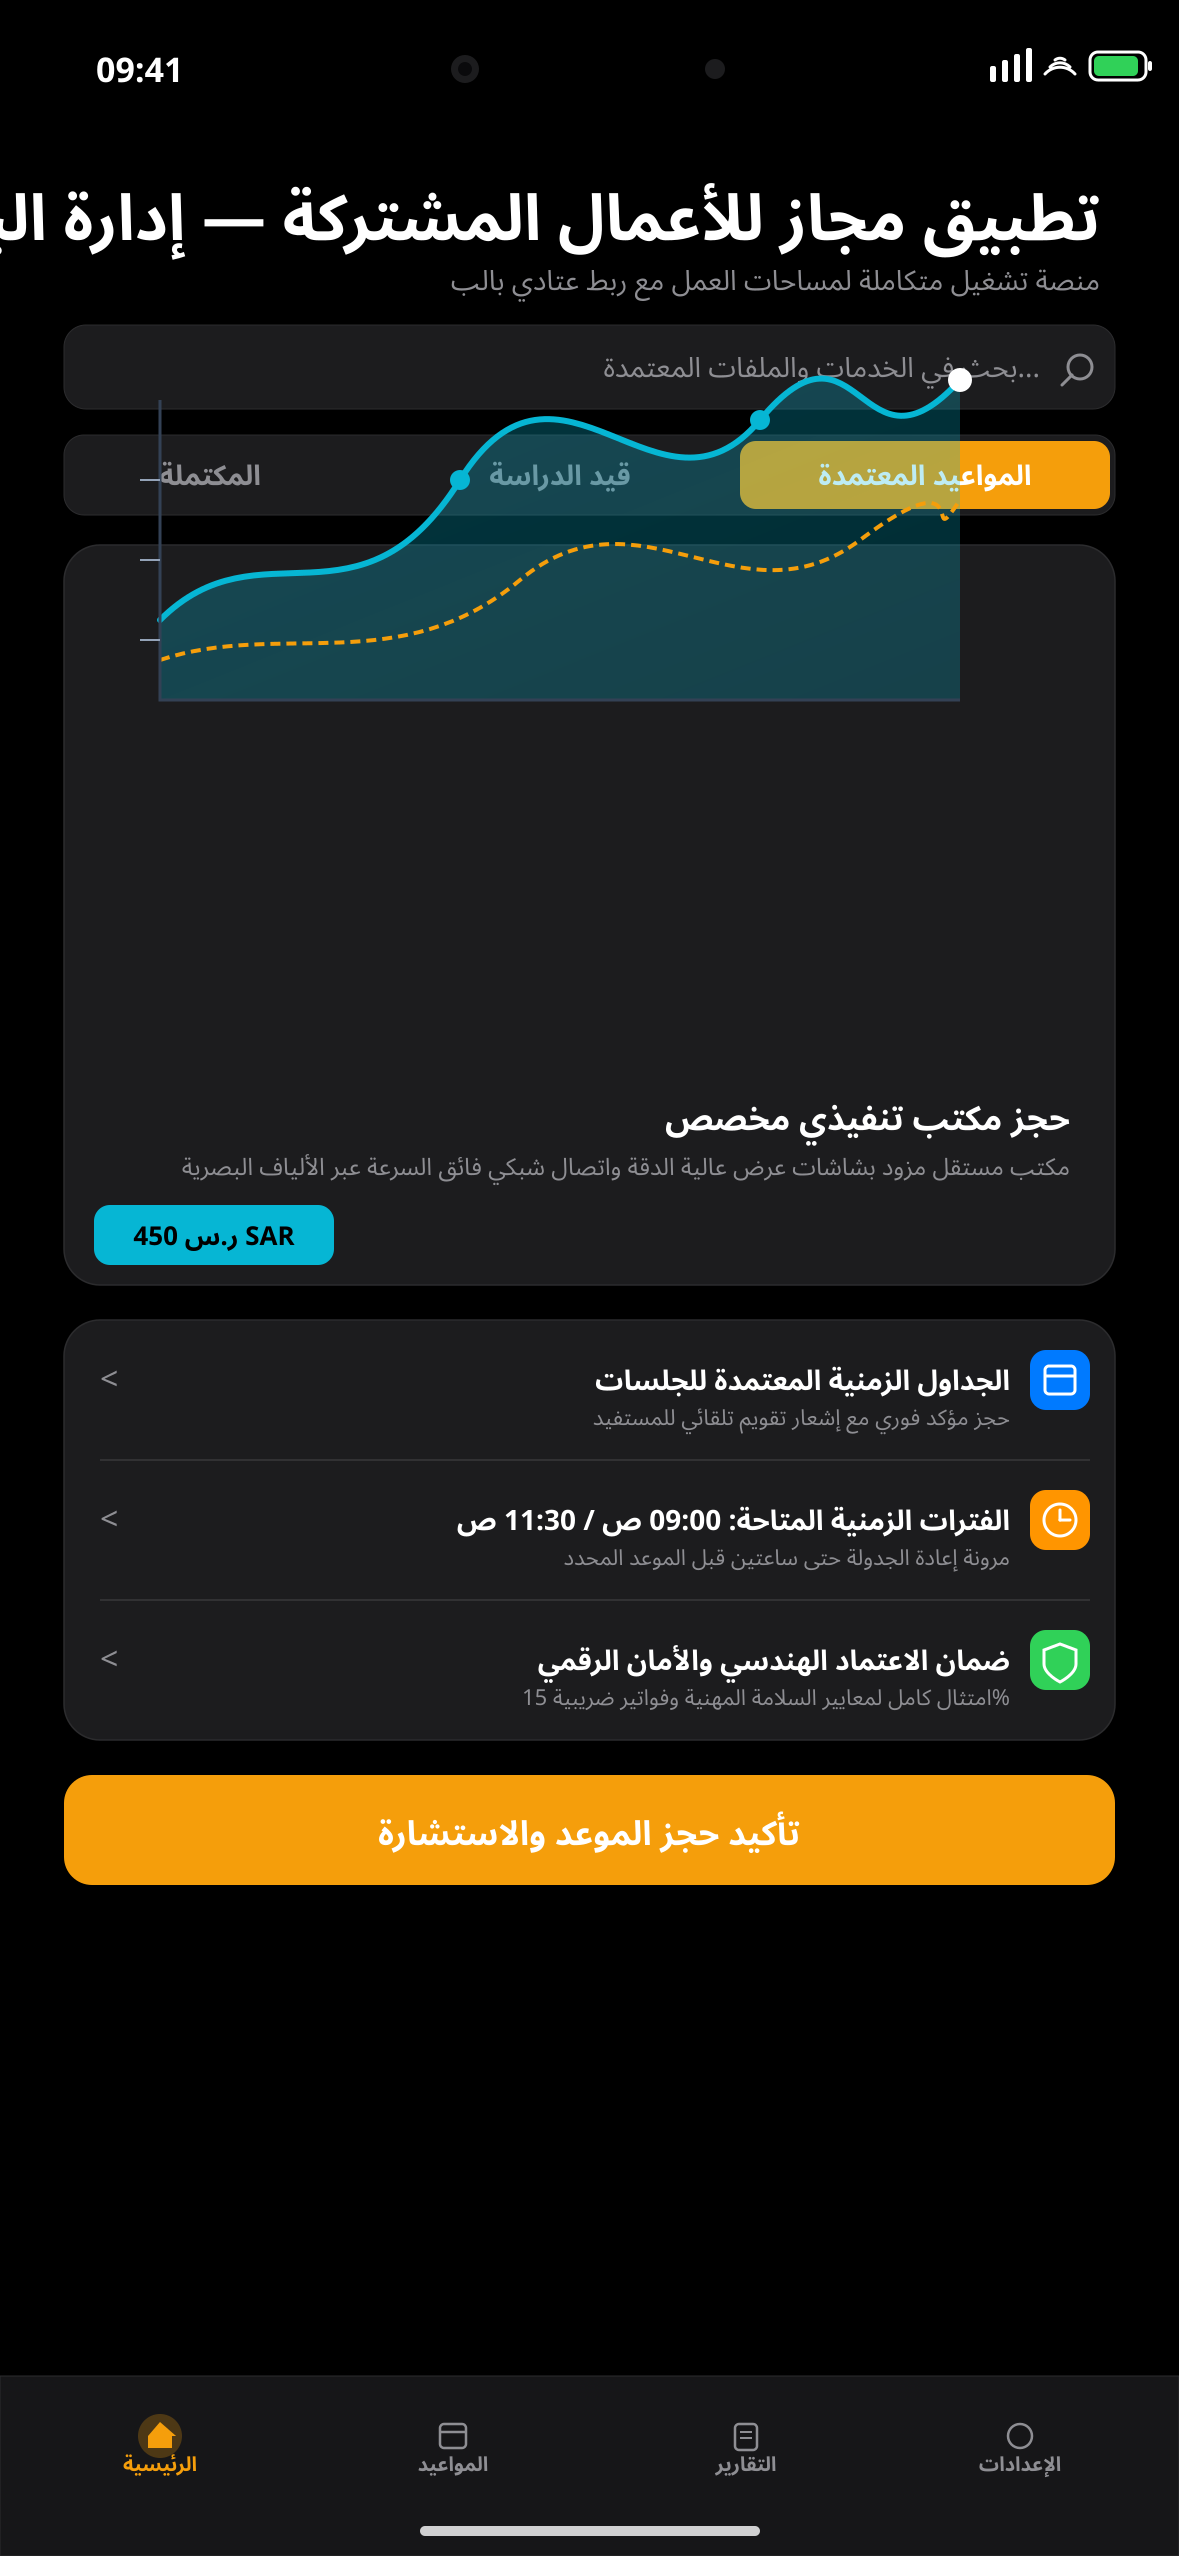 09:41
تطبيق مجاز للأعمال المشتركة — إدارة
منصة تشغيل متكاملة لمساحات العمل مع ربط عتادي بالب
بحث في الخدمات والملفات المعتمدة...
المواعيد المعتمدة
قيد الدراسة
المكتملة
حجز مكتب تنفيذي مخصص
مكتب مستقل مزود بشاشات عرض عالية الدقة واتصال شبكي فائق السرعة عبر الألياف البصرية
450 ر.س SAR
الجداول الزمنية المعتمدة للجلسات
حجز مؤكد فوري مع إشعار تقويم تلقائي للمستفيد
الفترات الزمنية المتاحة: 09:00 ص / 11:30 ص
مرونة إعادة الجدولة حتى ساعتين قبل الموعد المحدد
ضمان الاعتماد الهندسي والأمان الرقمي
%امتثال كامل لمعايير السلامة المهنية وفواتير ضريبية 15
تأكيد حجز الموعد والاستشارة
الإعدادات
التقارير
المواعيد
الرئيسية